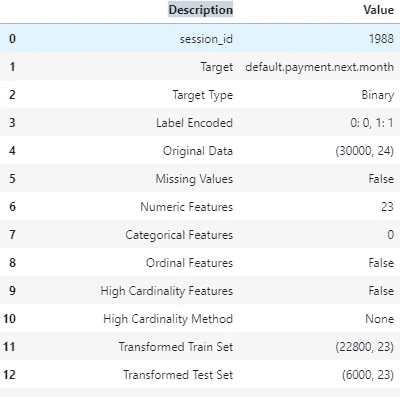 Description Value
0 session_id 1988
1 Target default.payment.next.month
2 Target Type Binary
3 Label Encoded 0: 0, 1: 1
4 Original Data (30000, 24)
5 Missing Values False
6 Numeric Features 23
7 Categorical Features 0
8 Ordinal Features False
9 High Cardinality Features False
10 High Cardinality Method None
11 Transformed Train Set (22800, 23)
12 Transformed Test Set (6000, 23)